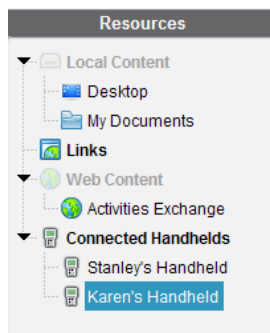 Resources
Local Content
Desktop
My Documents
Links
Web Content
Activities Exchange
Connected Handhelds
Stanley's Handheld
Karen's Handheld